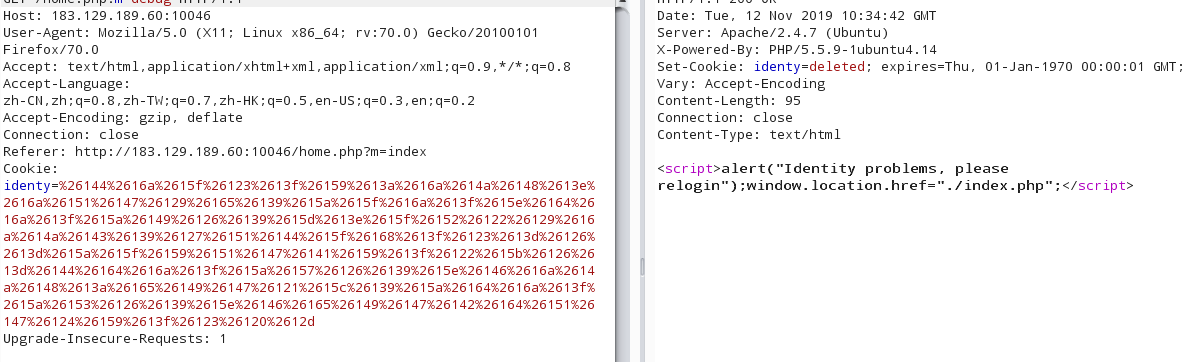 GET /home.php?m=debug HTTP/1.1
Host: 183.129.189.60:10046
User-Agent: Mozilla/5.0 (X11; Linux x86_64; rv:70.0) Gecko/20100101
Firefox/70.0
Accept: text/html,application/xhtml+xml,application/xml;q=0.9,*/*;q=0.8
Accept-Language:
zh-CN,zh;q=0.8,zh-TW;q=0.7,zh-HK;q=0.5,en-US;q=0.3,en;q=0.2
Accept-Encoding: gzip, deflate
Connection: close
Referer: http://183.129.189.60:10046/home.php?m=index
Cookie:
identy=%26144%2616a%2615f%26123%2613f%26159%2613a%2616a%2614a%26148%2613e%
2616a%26151%26147%26129%26165%26139%2615a%2615f%2616a%2613f%2615e%26164%26
16a%2613f%2615a%26149%26126%26139%2615d%2613e%2615f%26152%26122%26129%2616
a%2614a%26143%26139%26127%26151%26144%2615f%26168%2613f%26123%2613d%26126%
2613d%2615a%2615f%26159%26151%26147%26141%26159%2613f%26122%2615b%26126%26
13d%26144%26164%2616a%2613f%2615a%26157%26126%26139%2615e%26146%2616a%2614
a%26148%2613a%26165%26149%26147%26121%2615c%26139%2615a%26164%2616a%2613f%
2615a%26153%26126%26139%2615e%26146%26165%26149%26147%26142%26164%26151%26
147%26124%26159%2613f%26123%26120%2612d
Upgrade-Insecure-Requests: 1
HTTP/1.1 200 OK
Date: Tue, 12 Nov 2019 10:34:42 GMT
Server: Apache/2.4.7 (Ubuntu)
X-Powered-By: PHP/5.5.9-1ubuntu4.14
Set-Cookie: identy=deleted; expires=Thu, 01-Jan-1970 00:00:01 GMT;
Vary: Accept-Encoding
Content-Length: 95
Connection: close
Content-Type: text/html
<script>alert("Identity problems, please
relogin");window.location.href="./index.php";</script>